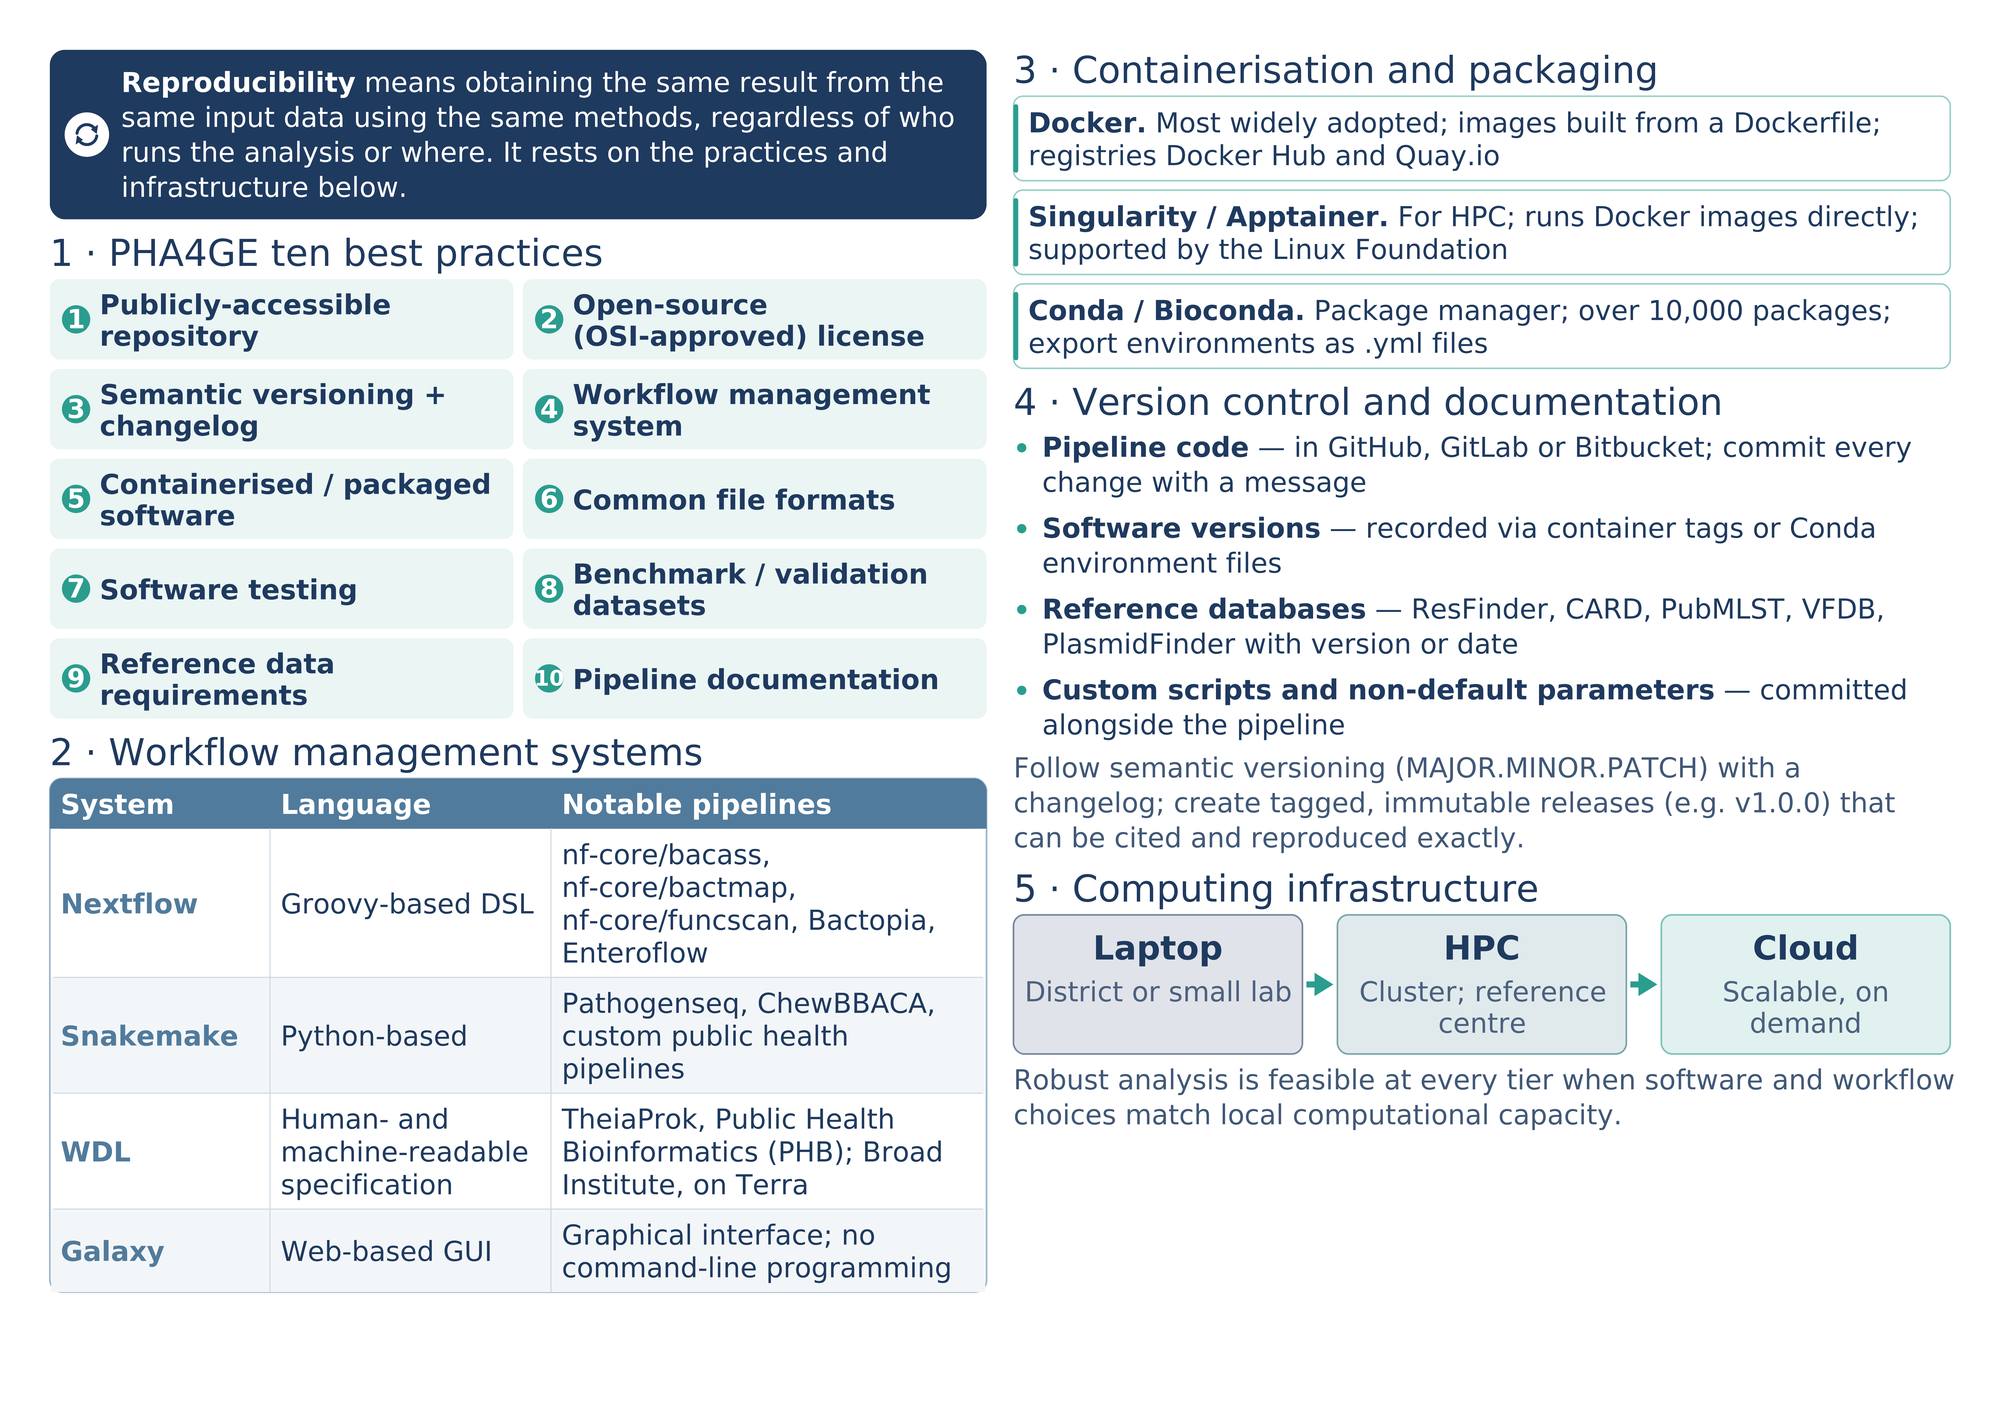 Reproducibility means obtaining the same result from the
same input data using the same methods, regardless of who
runs the analysis or where. It rests on the practices and
infrastructure below.
1 · PHA4GE ten best practices
1 Publicly-accessible
repository
2 Open-source
(OSI-approved) license
3 Semantic versioning +
changelog
4 Workflow management
system
5 Containerised / packaged
software
6 Common file formats
7 Software testing
8 Benchmark / validation
datasets
9 Reference data
requirements
10 Pipeline documentation
2 · Workflow management systems
System Language Notable pipelines
Nextflow
Groovy-based DSL
nf-core/bacass,
nf-core/bactmap,
nf-core/funcscan, Bactopia,
Enteroflow
Snakemake
Python-based
Pathogenseq, ChewBBACA,
custom public health
pipelines
WDL
Human- and
machine-readable
specification
TheiaProk, Public Health
Bioinformatics (PHB); Broad
Institute, on Terra
Galaxy
Web-based GUI
Graphical interface; no
command-line programming
3 · Containerisation and packaging
Docker. Most widely adopted; images built from a Dockerfile;
registries Docker Hub and Quay.io
Singularity / Apptainer. For HPC; runs Docker images directly;
supported by the Linux Foundation
Conda / Bioconda. Package manager; over 10,000 packages;
export environments as .yml files
4 · Version control and documentation
• Pipeline code — in GitHub, GitLab or Bitbucket; commit every
change with a message
• Software versions — recorded via container tags or Conda
environment files
• Reference databases — ResFinder, CARD, PubMLST, VFDB,
PlasmidFinder with version or date
• Custom scripts and non-default parameters — committed
alongside the pipeline
Follow semantic versioning (MAJOR.MINOR.PATCH) with a
changelog; create tagged, immutable releases (e.g. v1.0.0) that
can be cited and reproduced exactly.
5 · Computing infrastructure
Laptop
District or small lab
HPC
Cluster; reference
centre
Cloud
Scalable, on
demand
Robust analysis is feasible at every tier when software and workflow
choices match local computational capacity.